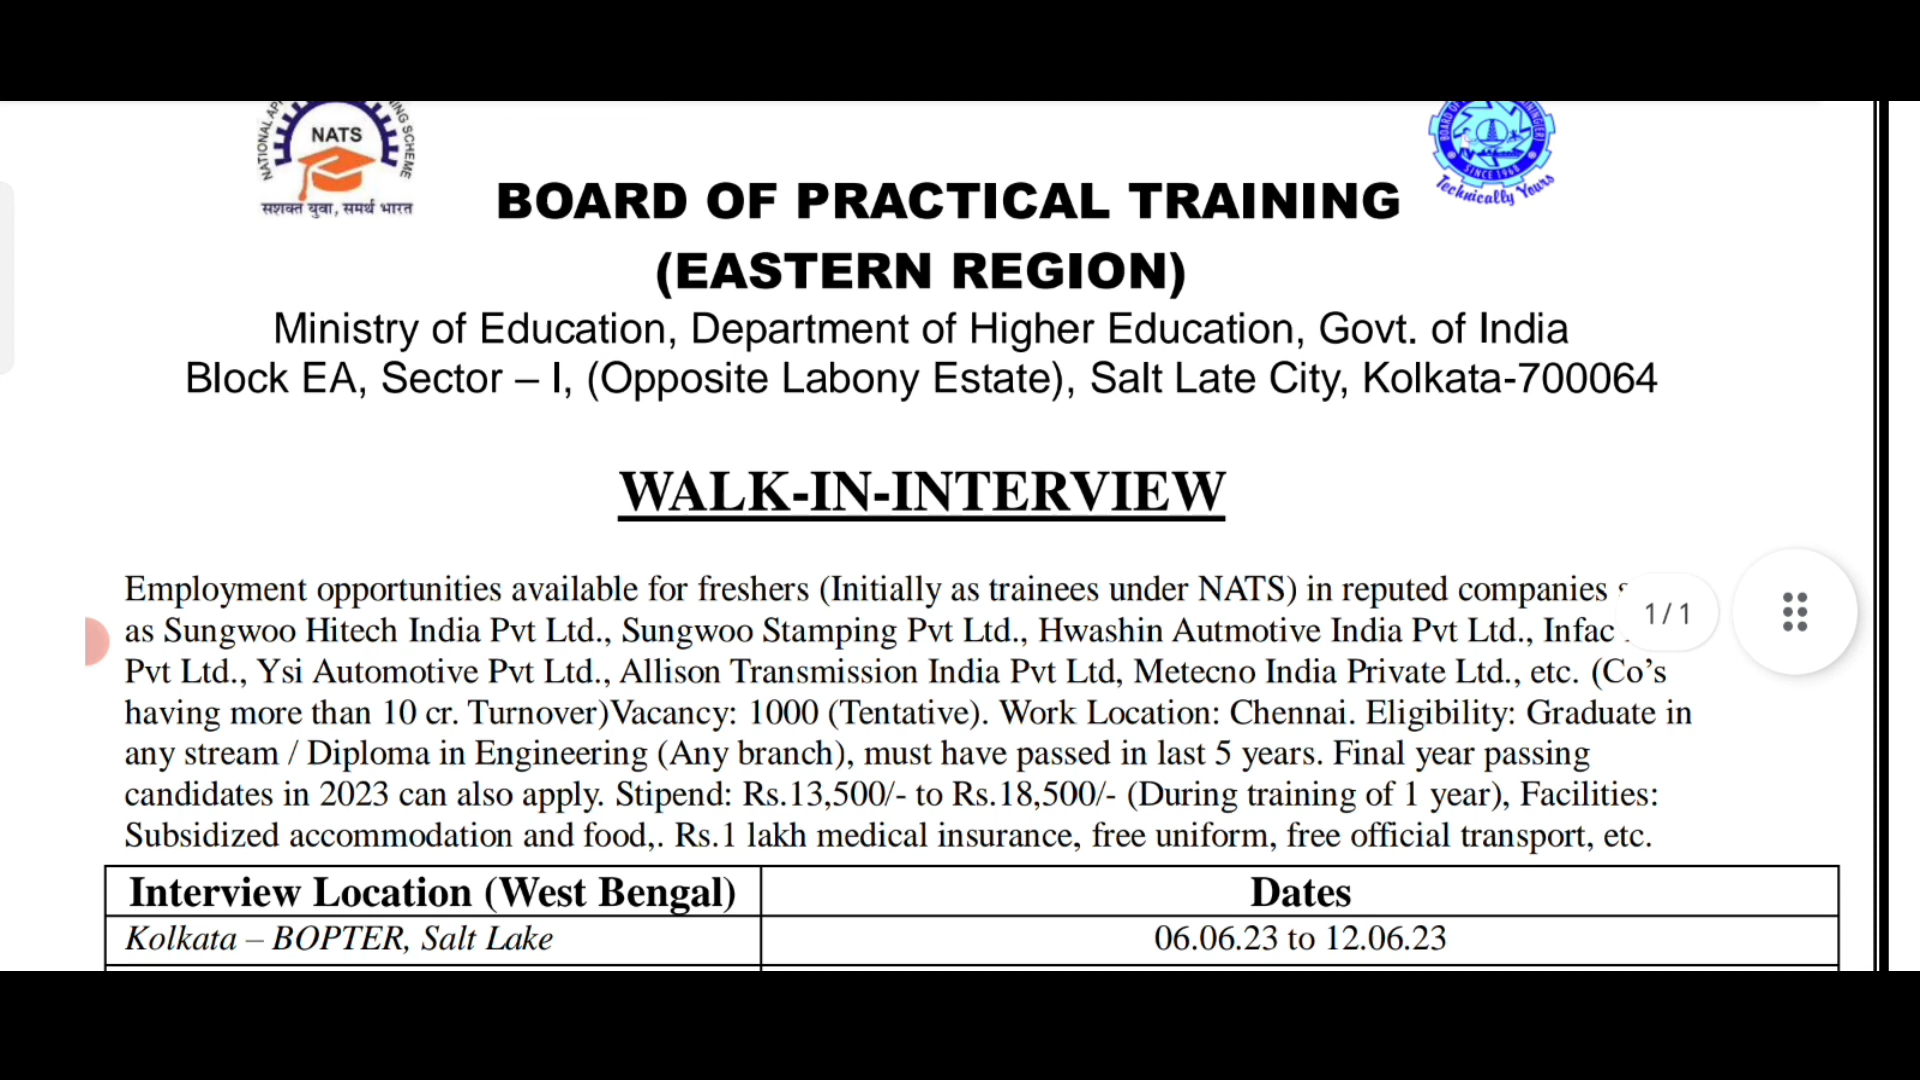 NATIONAL AP
NING SCHEME
NATS
सशक्त युवा, समर्थ भारत
BOARD O
SINCE 19
Technically Yours
BOARD OF PRACTICAL TRAINING
(EASTERN REGION)
Ministry of Education, Department of Higher Education, Govt. of India
Block EA, Sector – I, (Opposite Labony Estate), Salt Late City, Kolkata-700064
WALK-IN-INTERVIEW
Employment opportunities available for freshers (Initially as trainees under NATS) in reputed companies
as Sungwoo Hitech India Pvt Ltd., Sungwoo Stamping Pvt Ltd., Hwashin Autmotive India Pvt Ltd., Infac
1/1
Pvt Ltd., Ysi Automotive Pvt Ltd., Allison Transmission India Pvt Ltd, Metecno India Private Ltd., etc. (Co’s
having more than 10 cr. Turnover)Vacancy: 1000 (Tentative). Work Location: Chennai. Eligibility: Graduate in
any stream / Diploma in Engineering (Any branch), must have passed in last 5 years. Final year passing
candidates in 2023 can also apply. Stipend: Rs.13,500/- to Rs.18,500/- (During training of 1 year), Facilities:
Subsidized accommodation and food,. Rs.1 lakh medical insurance, free uniform, free official transport, etc.
Interview Location (West Bengal) Dates
Kolkata – BOPTER, Salt Lake 06.06.23 to 12.06.23